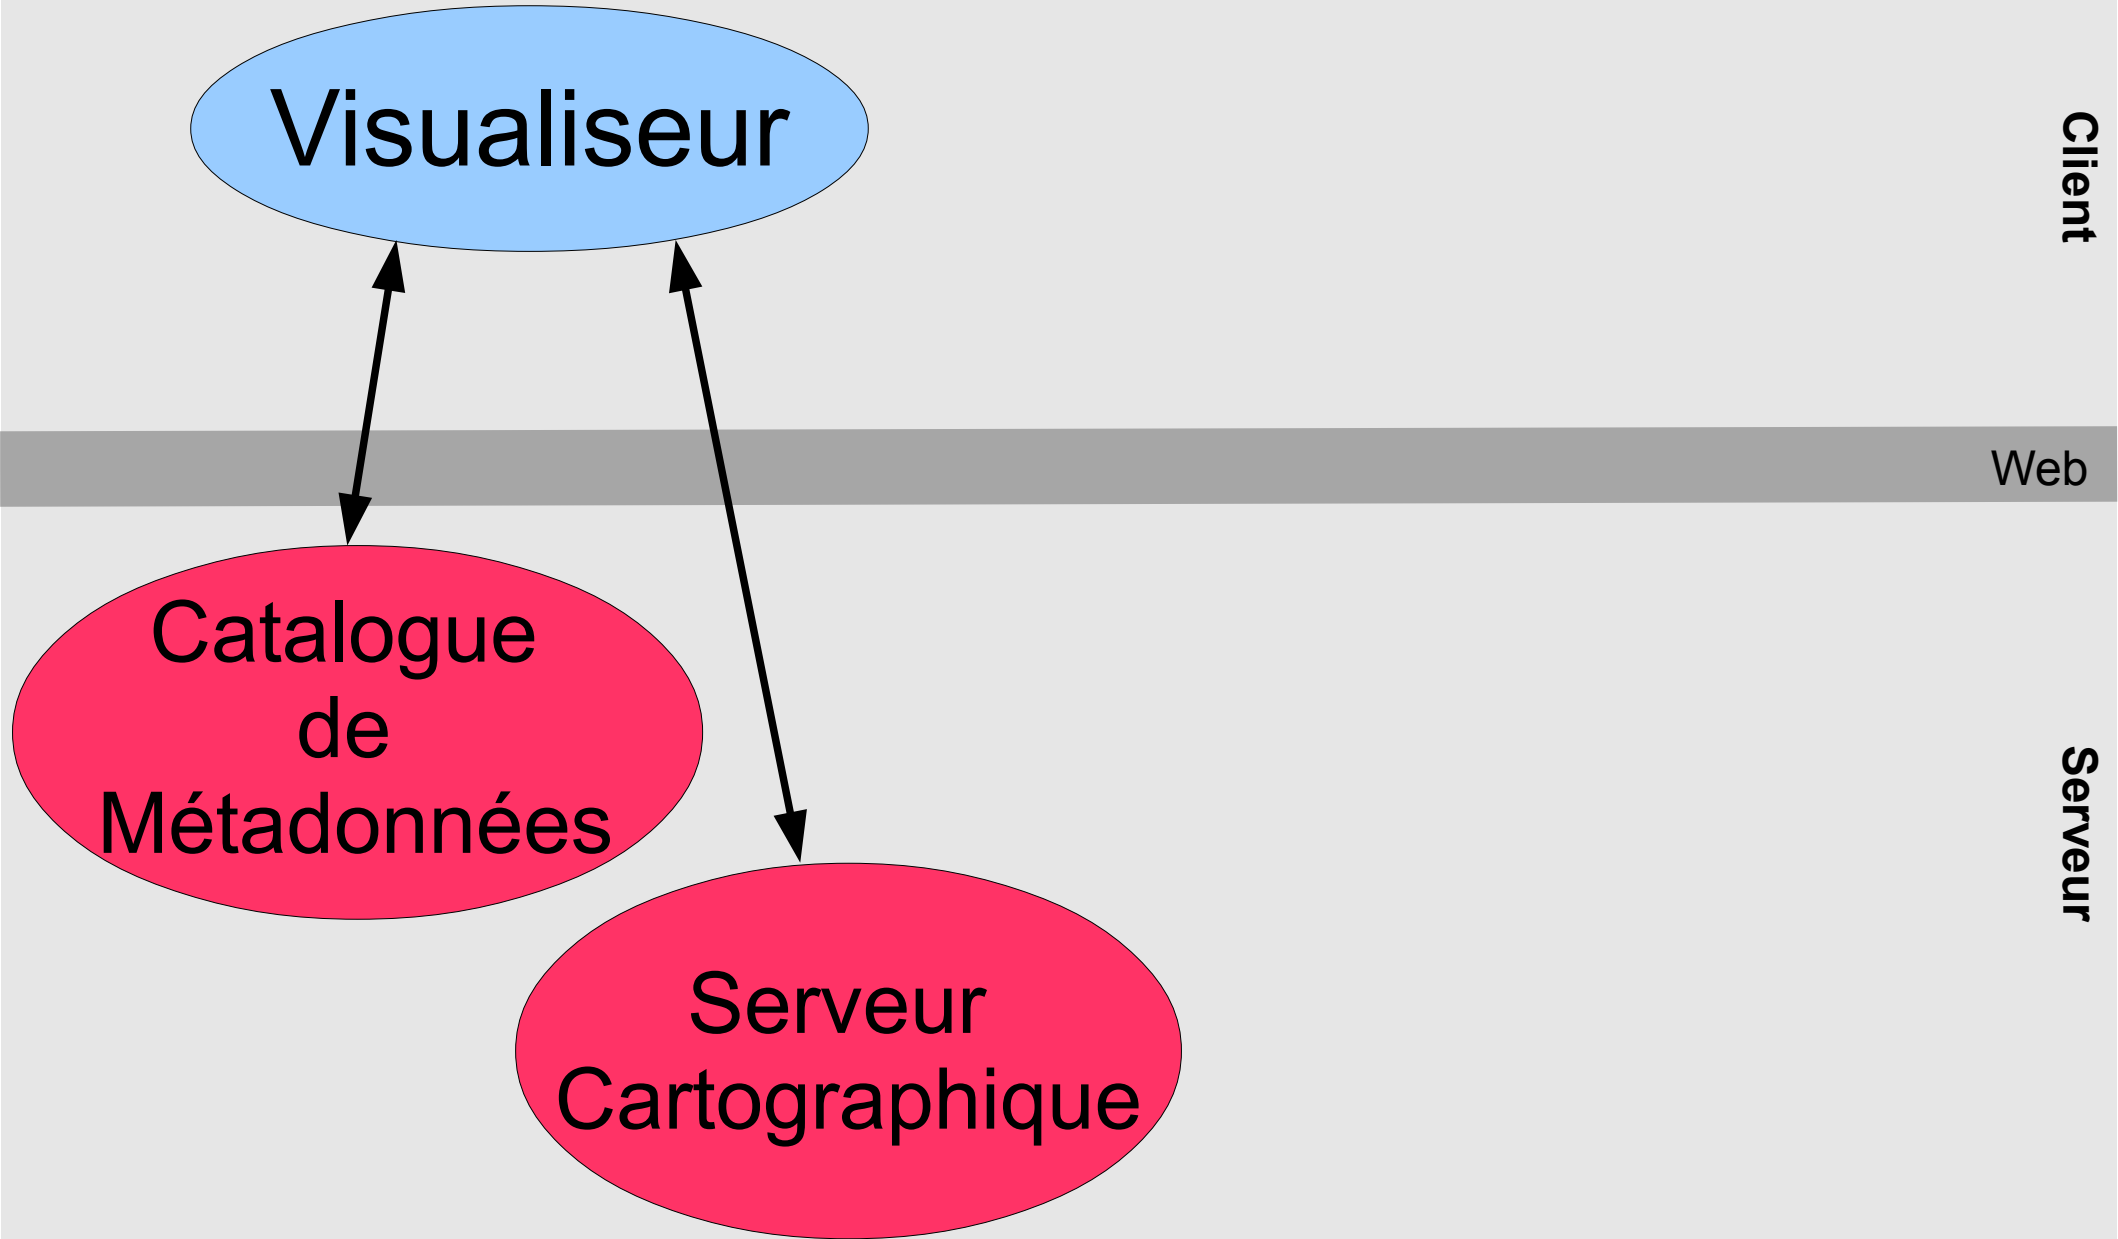 Visualiseur
Client
Web
Catalogue
de
Métadonnées
Serveur
Serveur
Cartographique